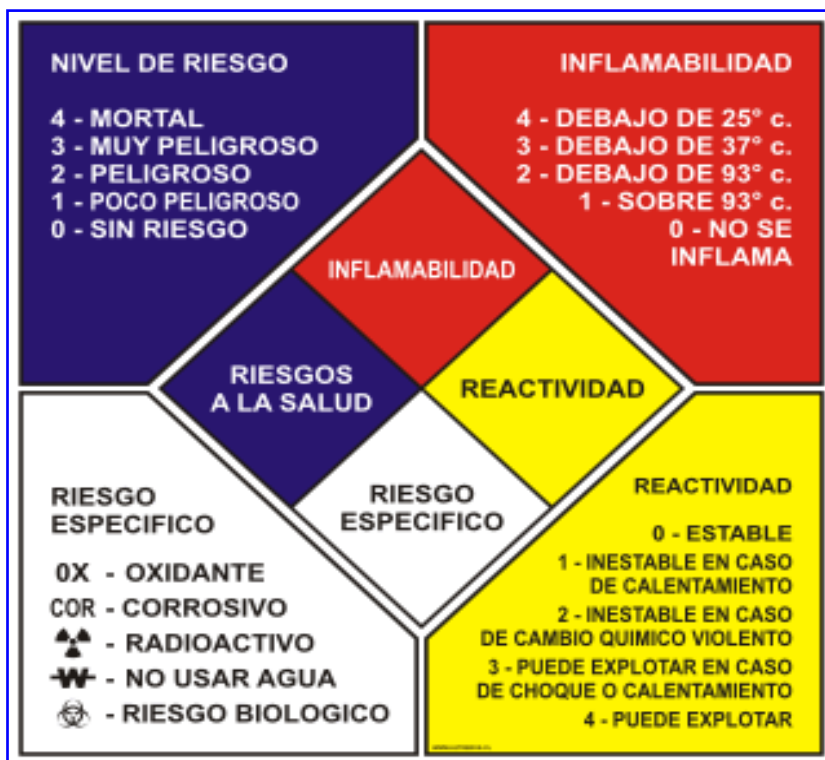 NIVEL DE RIESGO
4 - MORTAL
3 - MUY PELIGROSO
2 - PELIGROSO
1 - POCO PELIGROSO
0 - SIN RIESGO
INFLAMABILIDAD
4 - DEBAJO DE 25° c.
3 - DEBAJO DE 37° c.
2 - DEBAJO DE 93° c.
1 - SOBRE 93° c.
0 - NO SE
INFLAMA
INFLAMABILIDAD
RIESGOS
A LA SALUD
REACTIVIDAD
RIESGO
ESPECIFICO
RIESGO
ESPECIFICO
0X - OXIDANTE
COR - CORROSIVO
- RADIOACTIVO
W - NO USAR AGUA
- RIESGO BIOLOGICO
REACTIVIDAD
0 - ESTABLE
1 - INESTABLE EN CASO
DE CALENTAMIENTO
2 - INESTABLE EN CASO
DE CAMBIO QUIMICO VIOLENTO
3 - PUEDE EXPLOTAR EN CASO
DE CHOQUE O CALENTAMIENTO
4 - PUEDE EXPLOTAR